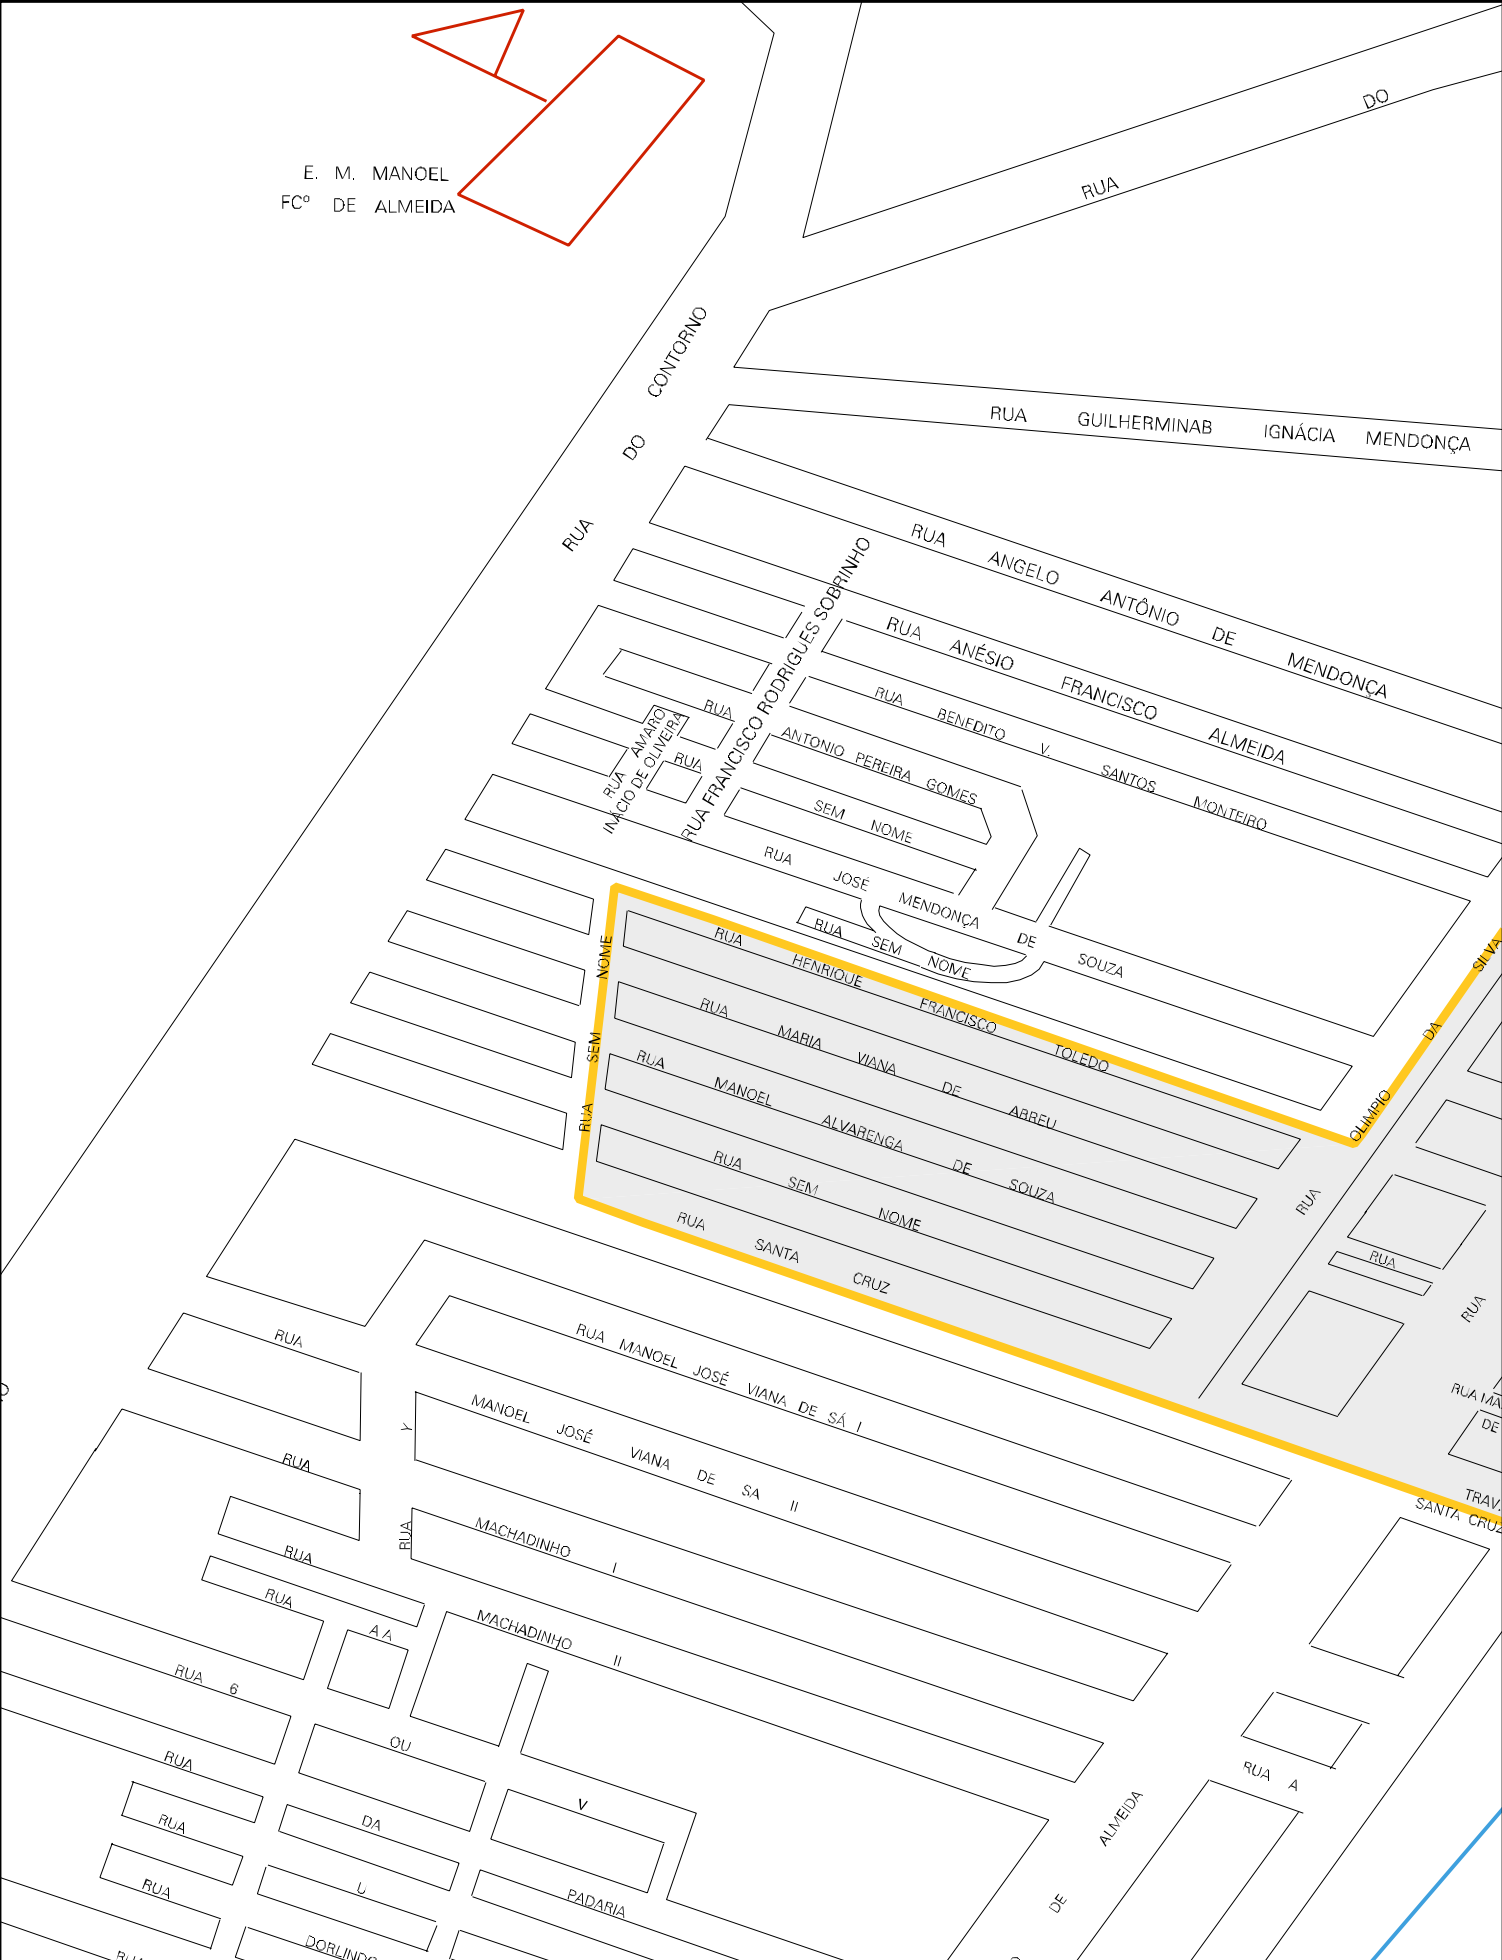 E. M. MANOEL
FCº DE ALMEIDA
RUA DO
RUA DO CONTORNO
RUA GUILHERMINAB IGNÁCIA MENDONÇA
RUA ANGELO ANTÔNIO DE MENDONÇA
RUA FRANCISCO RODRIGUES SOBRINHO
RUA ANÉSIO FRANCISCO ALMEIDA
RUA BENEDITO V. SANTOS MONTEIRO
RUA
ANTONIO PEREIRA GOMES
RUA AMARO
INÁCIO DE OLIVEIRA
RUA
SEM NOME
RUA JOSÉ MENDONÇA DE SOUZA
RUA SEM NOME
RUA HENRIQUE FRANCISCO TOLEDO
RUA SEM NOME
RUA MARIA VIANA DE ABREU
RUA MANOEL ALVARENGA DE SOUZA
RUA SEM NOME
RUA SANTA CRUZ
RUA OLIMPIO DA SILVA
RUA
RUA
RUA MA
DE
TRAV.
SANTA CRUZ
RUA
RUA MANOEL JOSÉ VIANA DE SÁ I
RUA
MANOEL JOSÉ VIANA DE SA II
RUA Y
RUA
MACHADINHO I
RUA
A A
MACHADINHO II
RUA 6
OU
V
RUA
DA
RUA
U
PADARIA
RUA
DORLINDO
RUA
RUA A
DE ALMEIDA